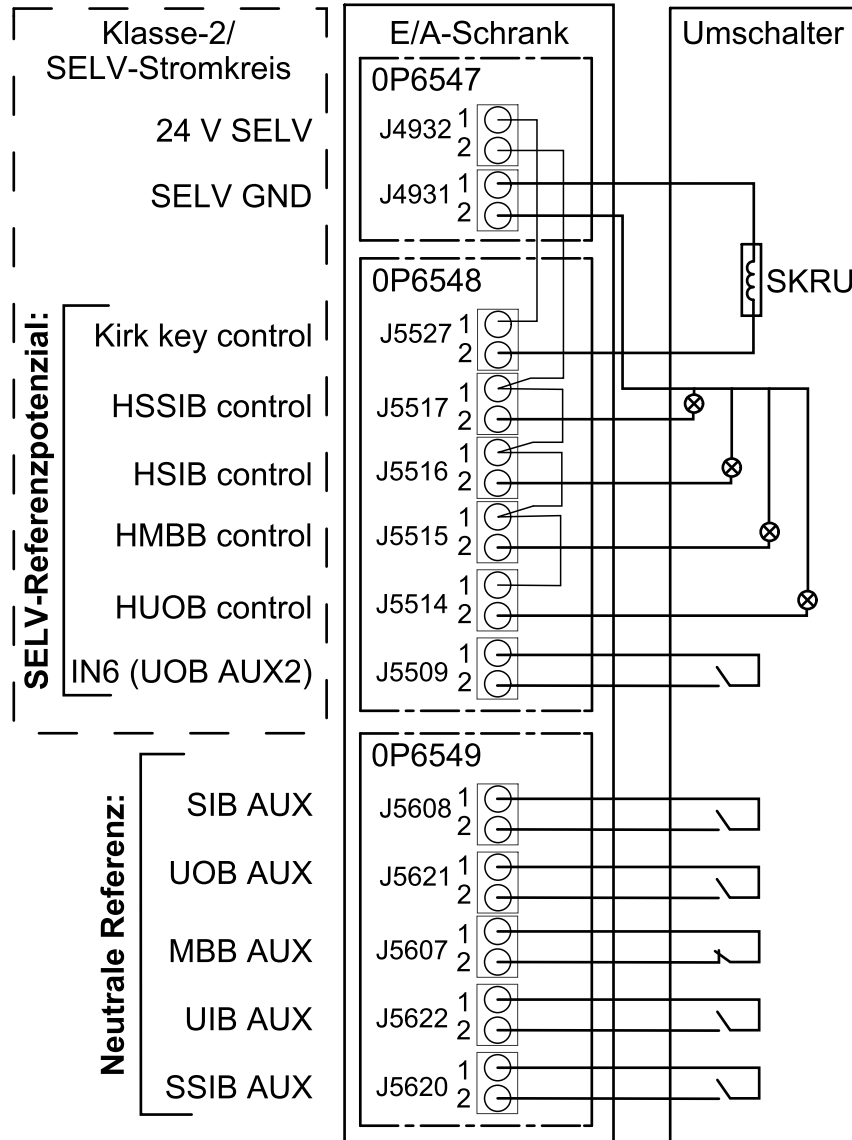 Klasse-2/
SELV-Stromkreis
E/A-Schrank
Umschalter
0P6547
24 V SELV
J4932 1
2
SELV GND
J4931 1
2
0P6548
SKRU
SELV-Referenzpotenzial:
Kirk key control
J5527 1
2
HSSIB control
J5517 1
2
HSIB control
J5516 1
2
HMBB control
J5515 1
2
HUOB control
J5514 1
2
IN6 (UOB AUX2)
J5509 1
2
0P6549
Neutrale Referenz:
SIB AUX
J5608 1
2
UOB AUX
J5621 1
2
MBB AUX
J5607 1
2
UIB AUX
J5622 1
2
SSIB AUX
J5620 1
2